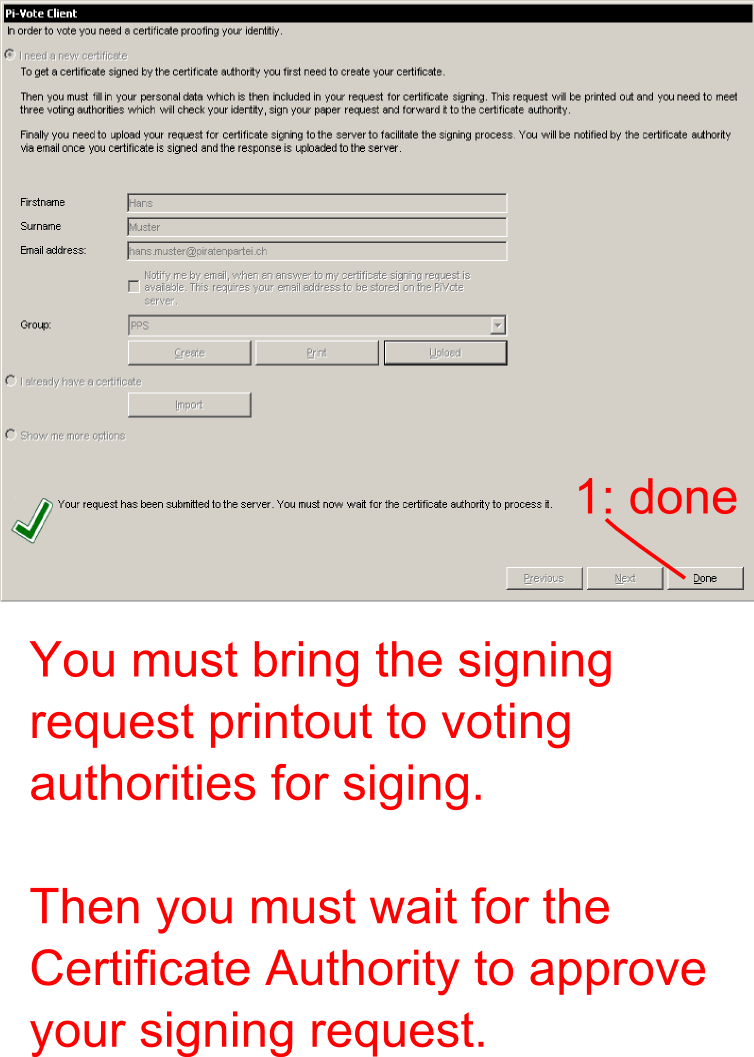 Pi-Vote Client
In order to vote you need a certificate proofing your identitiy.
I need a new certificate
To get a certificate signed by the certificate authority you first need to create your certificate.
Then you must fill in your personal data which is then included in your request for certificate signing. This request will be printed out and you need to meet
three voting authorities which will check your identity, sign your paper request and forward it to the certificate authority.
Finally you need to upload your request for certificate signing to the server to facilitate the signing process. You will be notified by the certificate authority
via email once you certificate is signed and the response is uploaded to the server.
Firstname
Hans
Surname
Muster
Email address:
hans.muster@piratenpartei.ch
Notify me by email, when an answer to my certificate signing request is
available. This requires your email address to be stored on the PiVote
server.
Group:
PPS
Create
Print
Upload
I already have a certificate
Import
Show me more options
Your request has been submitted to the server. You must now wait for the certificate authority to process it.
1: done
Previous
Next
Done
You must bring the signing
request printout to voting
authorities for siging.
Then you must wait for the
Certificate Authority to approve
your signing request.